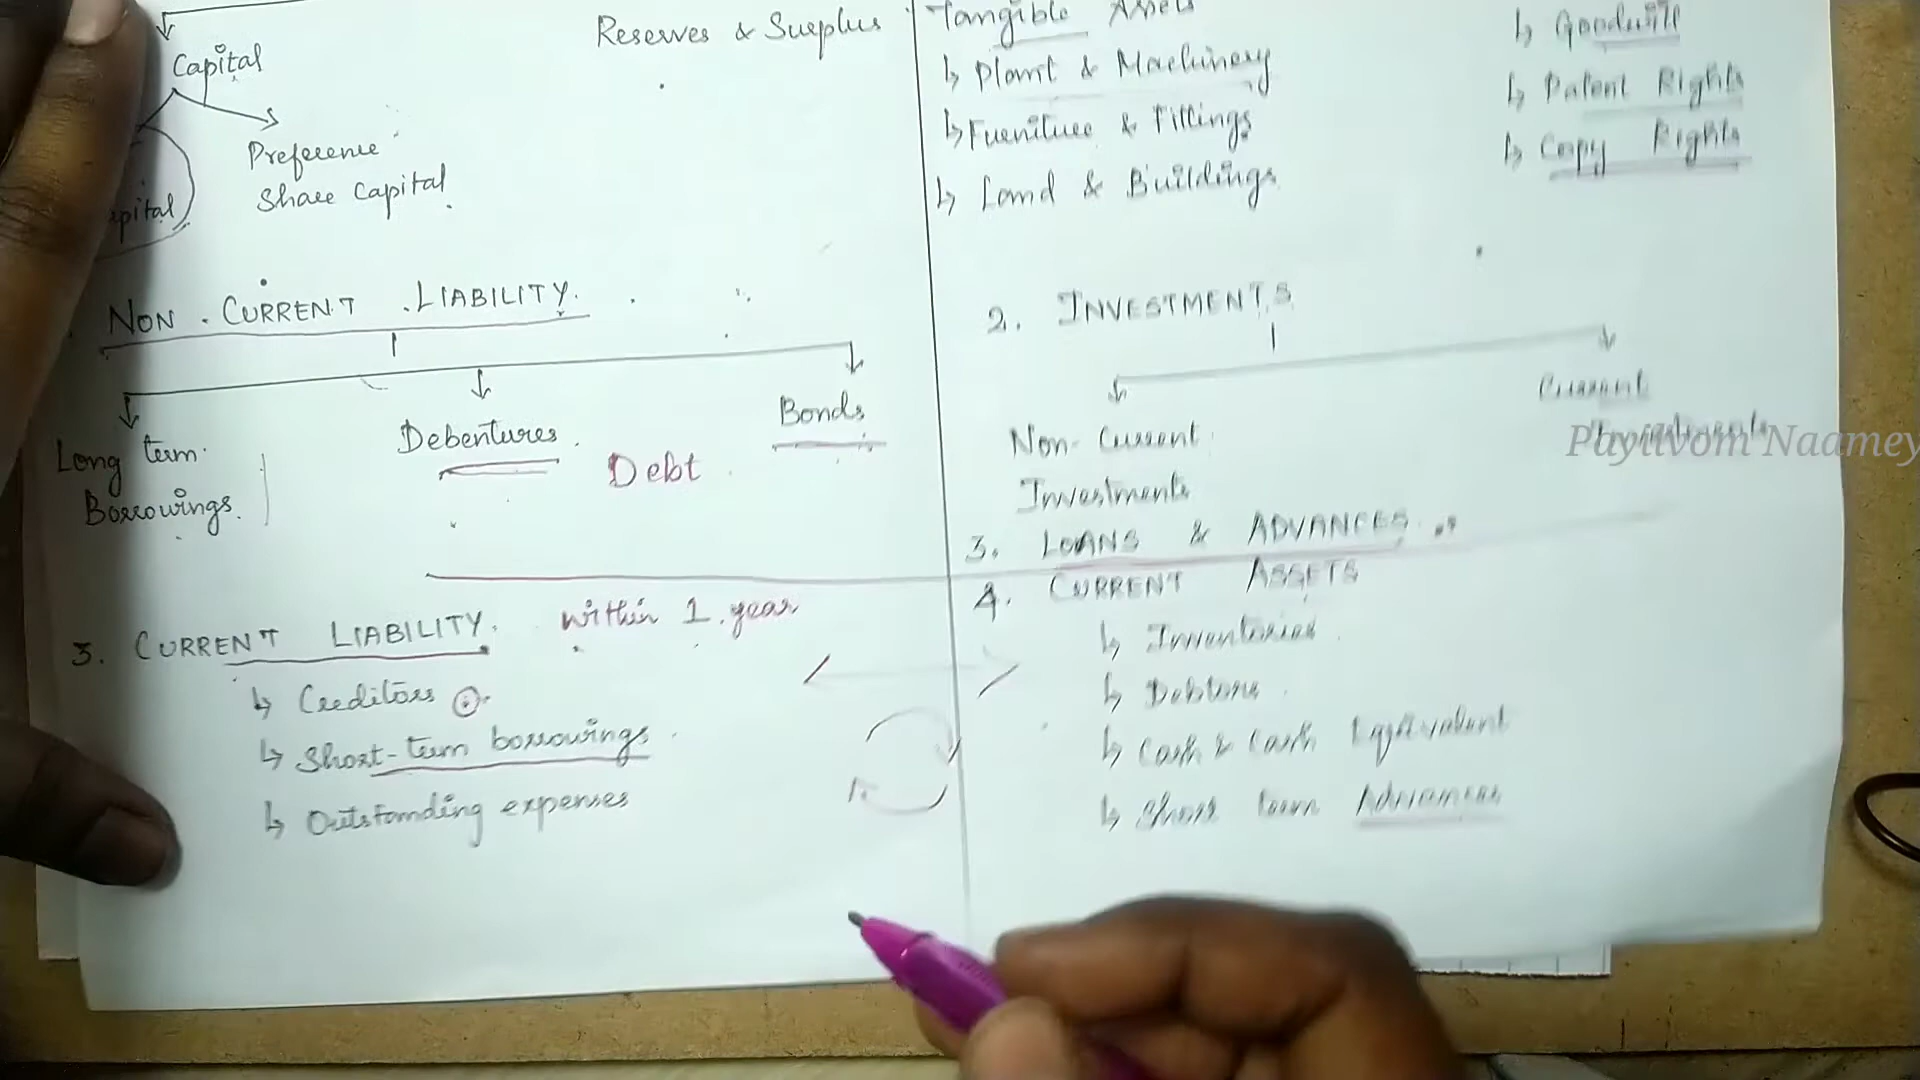 Capital
Reserves & Surplus
Preference
Share Capital
apital
NON CURRENT LIABILITY.
Long term
Borrowings.
Debentures.
Debt
Bonds
3. CURRENT LIABILITY. within 1 year
↳ Creditors
↳ Short-term borrowings
↳ Outstanding expenses
Tangible Assets
↳ Plant & Machinery
↳ Furniture & Fittings
↳ Land & Buildings
↳ Goodwill
↳ Patent Rights
↳ Copy Rights
2. INVESTMENTS
Non-Current
Investments
Current
Payilvom Naamey
3. LOANS & ADVANCES
4. CURRENT ASSETS
↳ Inventories
↳ Debtors
↳ Cash & Cash Equivalent
↳ Short term Advances